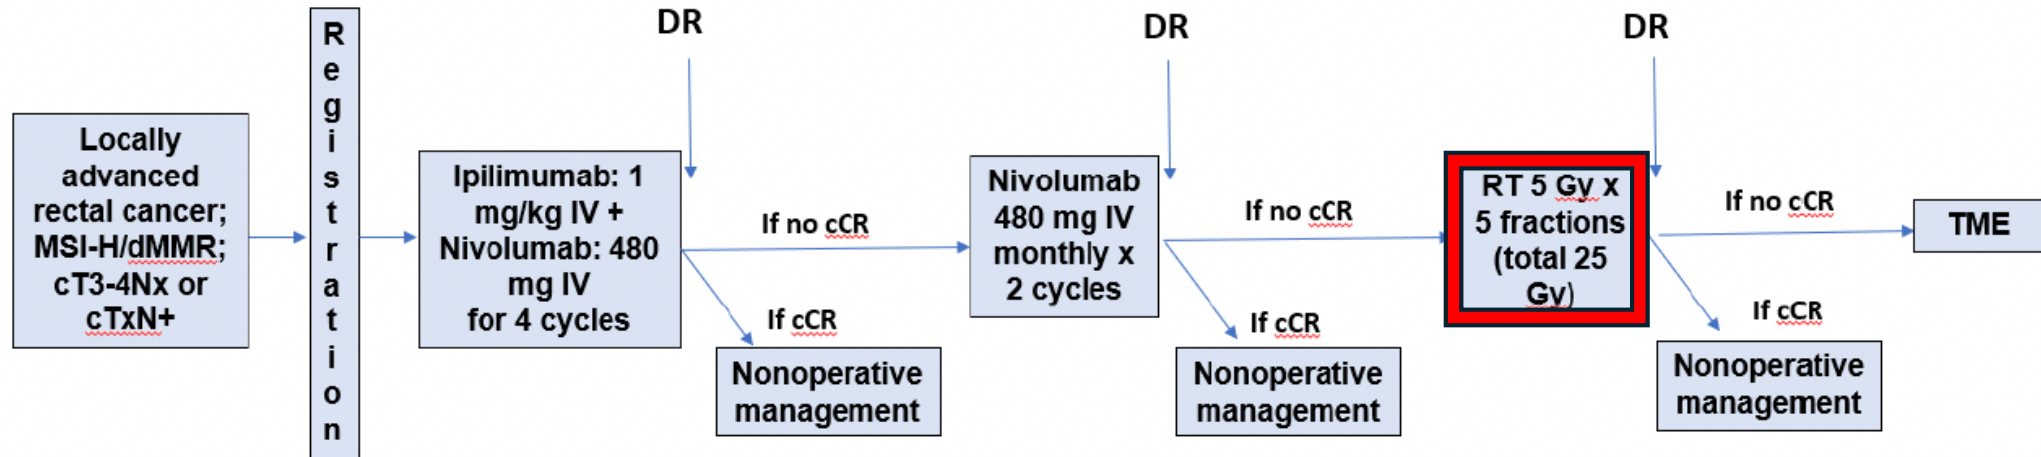 Locally
advanced
rectal cancer;
MSI-H/dMMR;
cT3-4Nx or
cTxN+
Registration
Ipilimumab: 1
mg/kg IV +
Nivolumab: 480
mg IV
for 4 cycles
DR
If no cCR
If cCR
Nonoperative
management
Nivolumab
480 mg IV
monthly x
2 cycles
DR
If no cCR
If cCR
Nonoperative
management
RT 5 Gy x
5 fractions
(total 25
Gy)
DR
If no cCR
If cCR
Nonoperative
management
TME